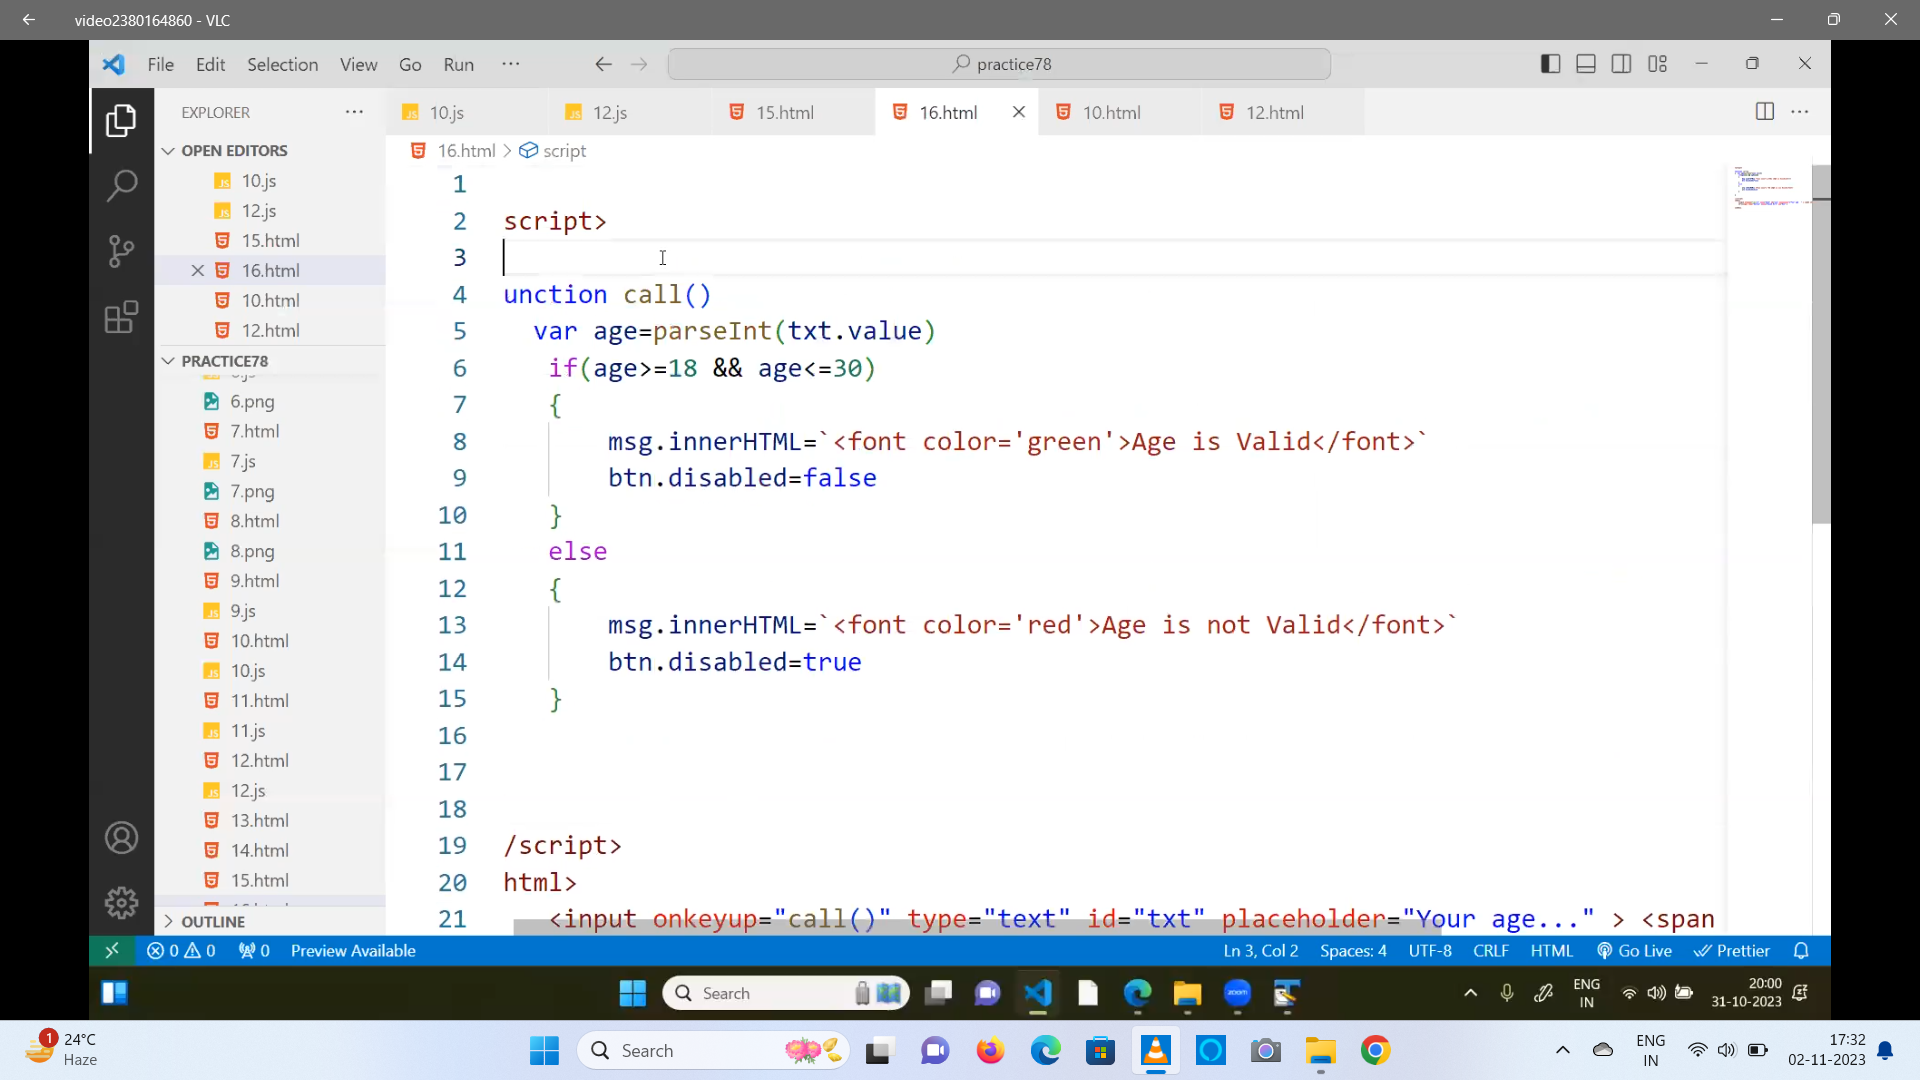 video2380164860 - VLC
File Edit Selection View Go Run ··· practice78
EXPLORER ···
10.js 12.js 15.html 16.html 10.html 12.html
16.html > script
OPEN EDITORS
10.js
12.js
15.html
16.html
10.html
12.html
PRACTICE78
6.png
7.html
7.js
7.png
8.html
8.png
9.html
9.js
10.html
10.js
11.html
11.js
12.html
12.js
13.html
14.html
15.html
OUTLINE
1
2 script>
3
4 unction call()
5 var age=parseInt(txt.value)
6 if(age>=18 && age<=30)
7 {
8 msg.innerHTML=`<font color='green'>Age is Valid</font>`
9 btn.disabled=false
10 }
11 else
12 {
13 msg.innerHTML=`<font color='red'>Age is not Valid</font>`
14 btn.disabled=true
15 }
16
17
18
19 /script>
20 html>
21 <input onkeyup="call()" type="text" id="txt" placeholder="Your age..." > <span
0 0 0 Preview Available Ln 3, Col 2 Spaces: 4 UTF-8 CRLF HTML Go Live Prettier
Search zoom ENG IN 20:00 31-10-2023
1 24°C Haze Search ENG IN 17:32 02-11-2023